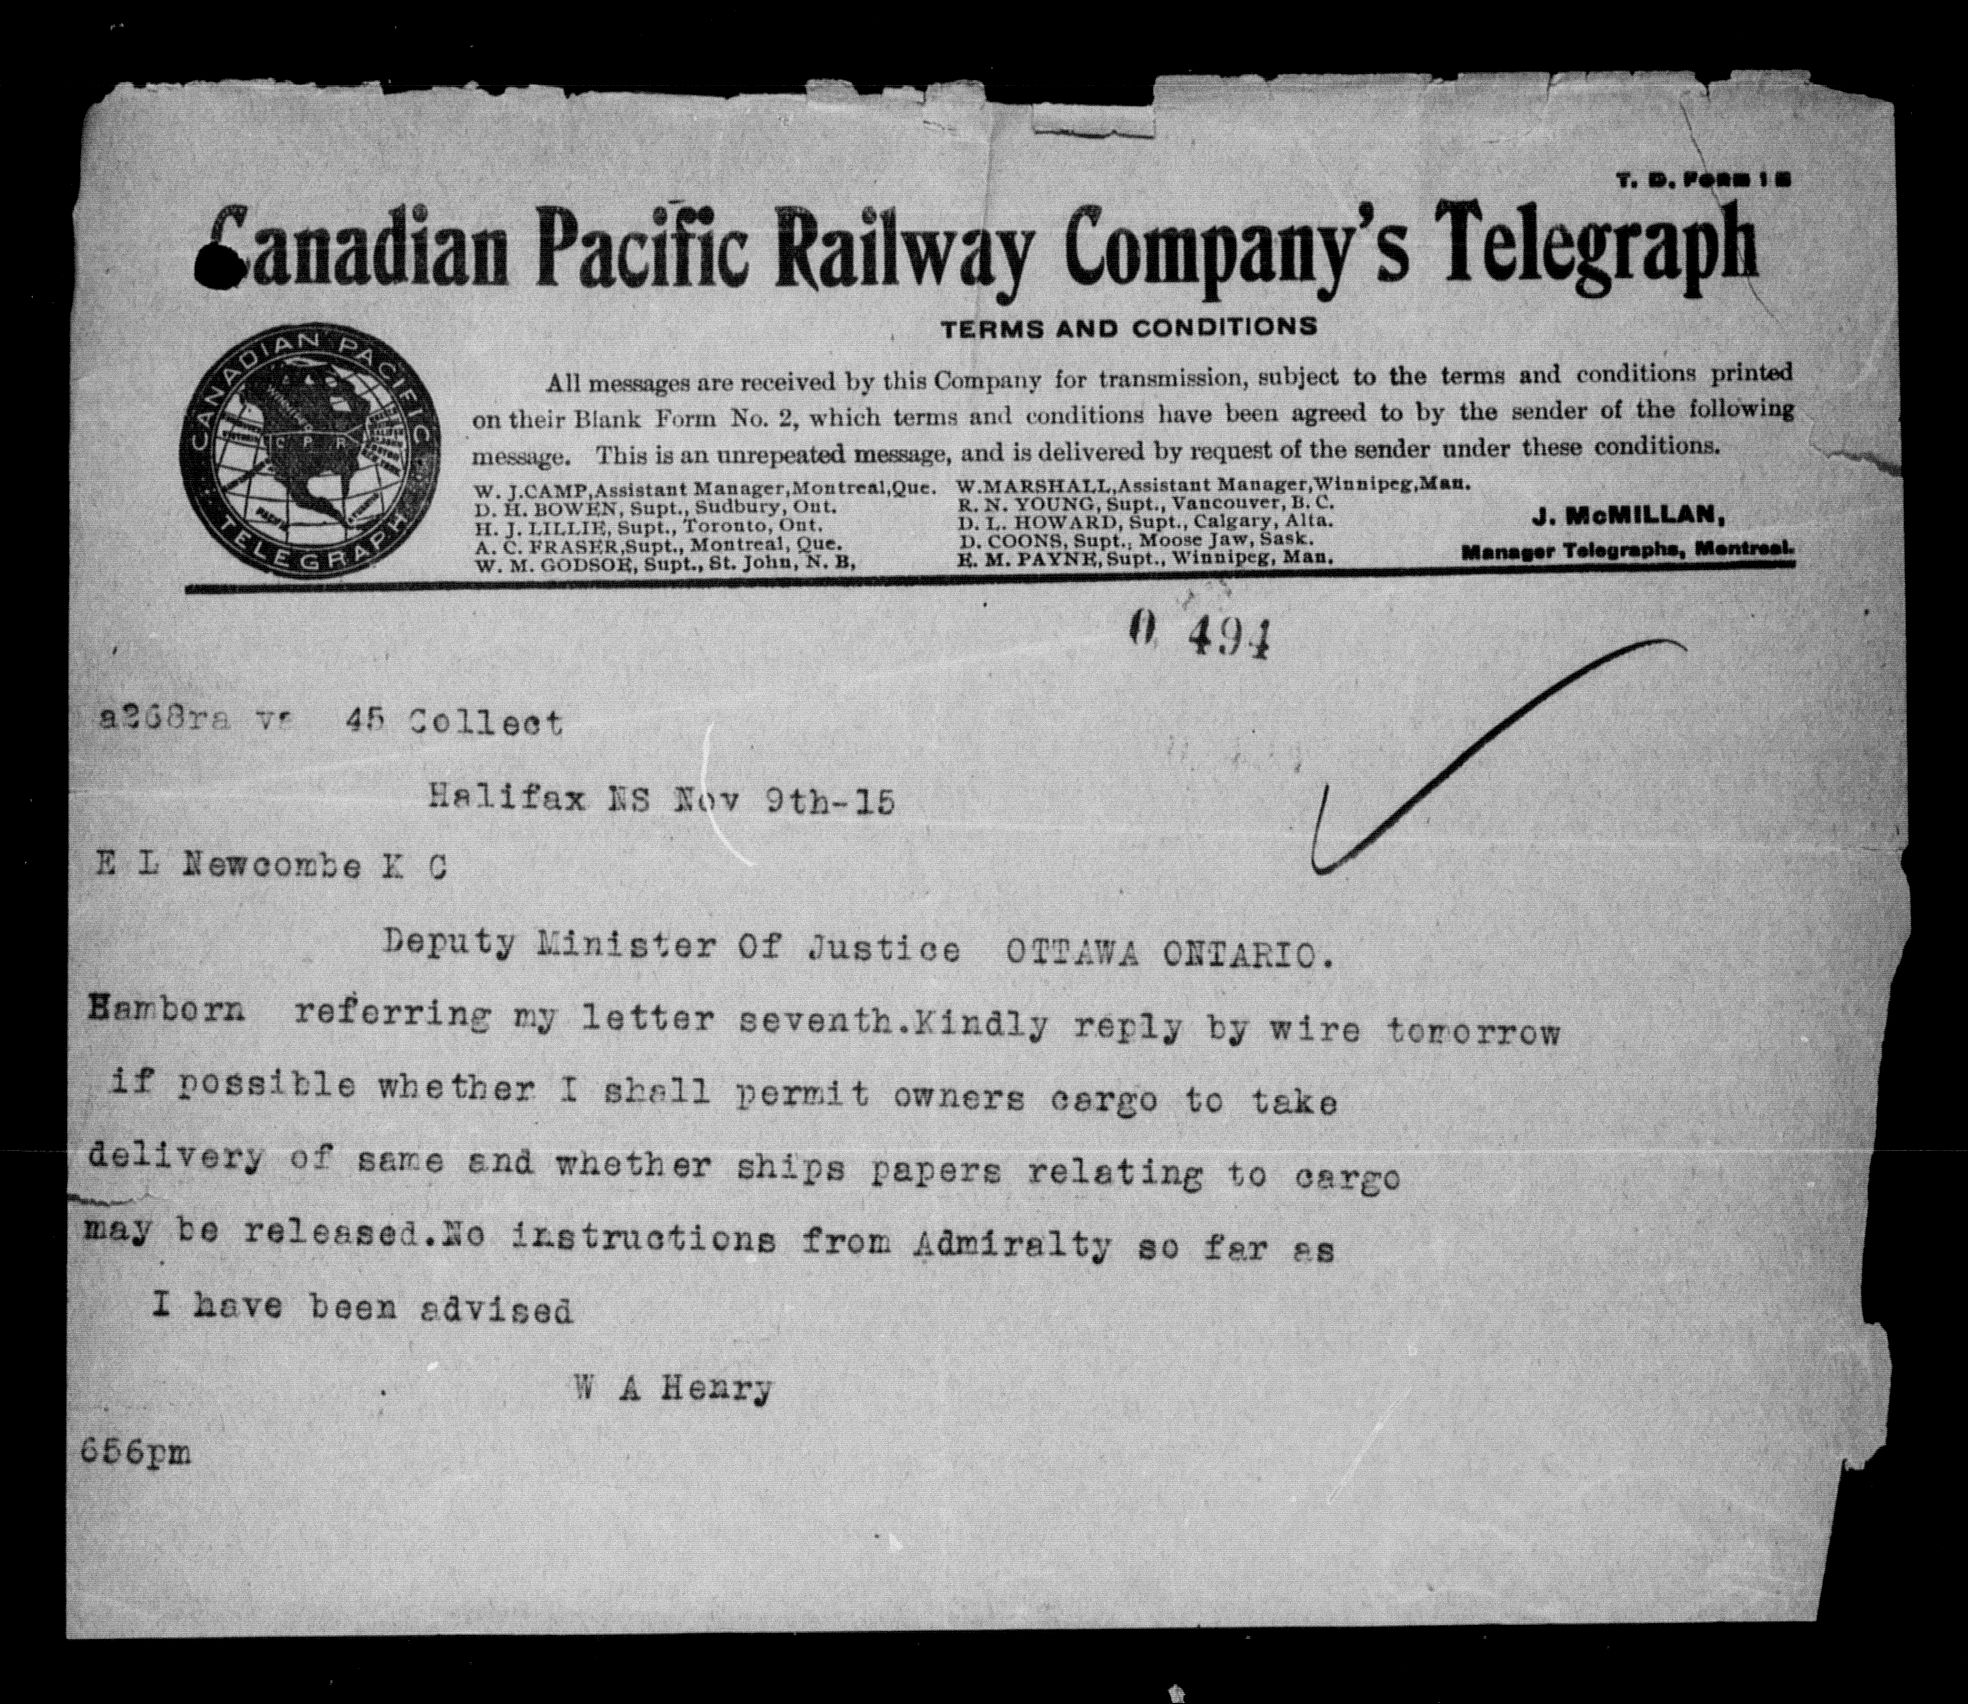 T. D. Form 1 B
Canadian Pacific Railway Company's Telegraph
TERMS AND CONDITIONS
All messages are received by this Company for transmission, subject to the terms and conditions printed
on their Blank Form No. 2, which terms and conditions have been agreed to by the sender of the following
message. This is an unrepeated message, and is delivered by request of the sender under these conditions.
CANADIAN PACIFIC
TELEGRAPH
C P R
W. J. CAMP, Assistant Manager, Montreal, Que.
D. H. BOWEN, Supt., Sudbury, Ont.
H. J. LILLIE, Supt., Toronto, Ont.
A. C. FRASER, Supt., Montreal, Que.
W. M. GODSOE, Supt., St. John, N. B,
W. MARSHALL, Assistant Manager, Winnipeg, Man.
R. N. YOUNG, Supt., Vancouver, B. C.
D. L. HOWARD, Supt., Calgary, Alta.
D. COONS, Supt., Moose Jaw, Sask.
E. M. PAYNE, Supt., Winnipeg, Man.
J. McMILLAN,
Manager Telegraphs, Montreal.
0 494
a268ra 45 Collect
Halifax NS Nov 9th-15
E L Newcombe K C
Deputy Minister Of Justice OTTAWA ONTARIO.
Hamborn referring my letter seventh.Kindly reply by wire tomorrow
if possible whether I shall permit owners cargo to take
delivery of same and whether ships papers relating to cargo
may be released.No instructions from Admiralty so far as
I have been advised
W A Henry
656pm